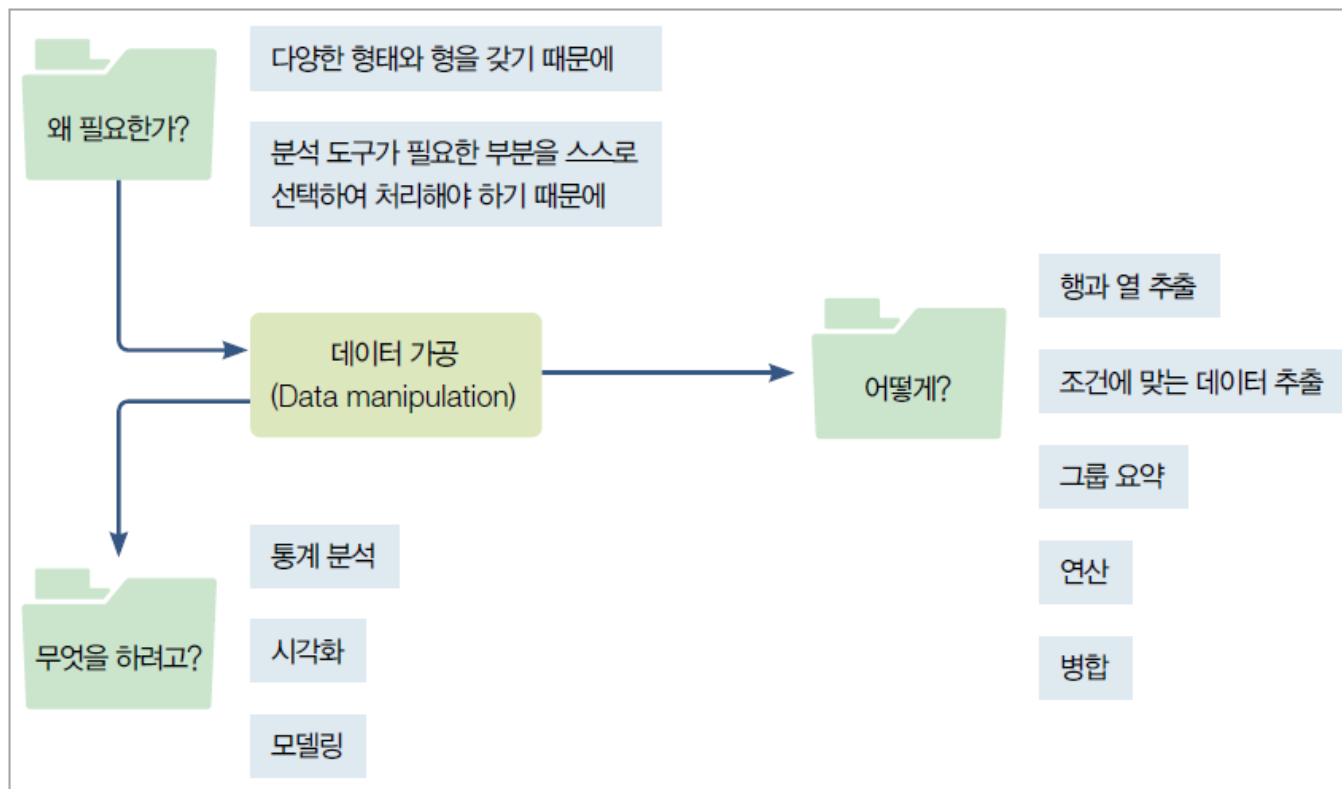 왜 필요한가?
다양한 형태와 형을 갖기 때문에
분석 도구가 필요한 부분을 스스로
선택하여 처리해야 하기 때문에
데이터 가공
(Data manipulation)
어떻게?
행과 열 추출
조건에 맞는 데이터 추출
그룹 요약
연산
병합
무엇을 하려고?
통계 분석
시각화
모델링